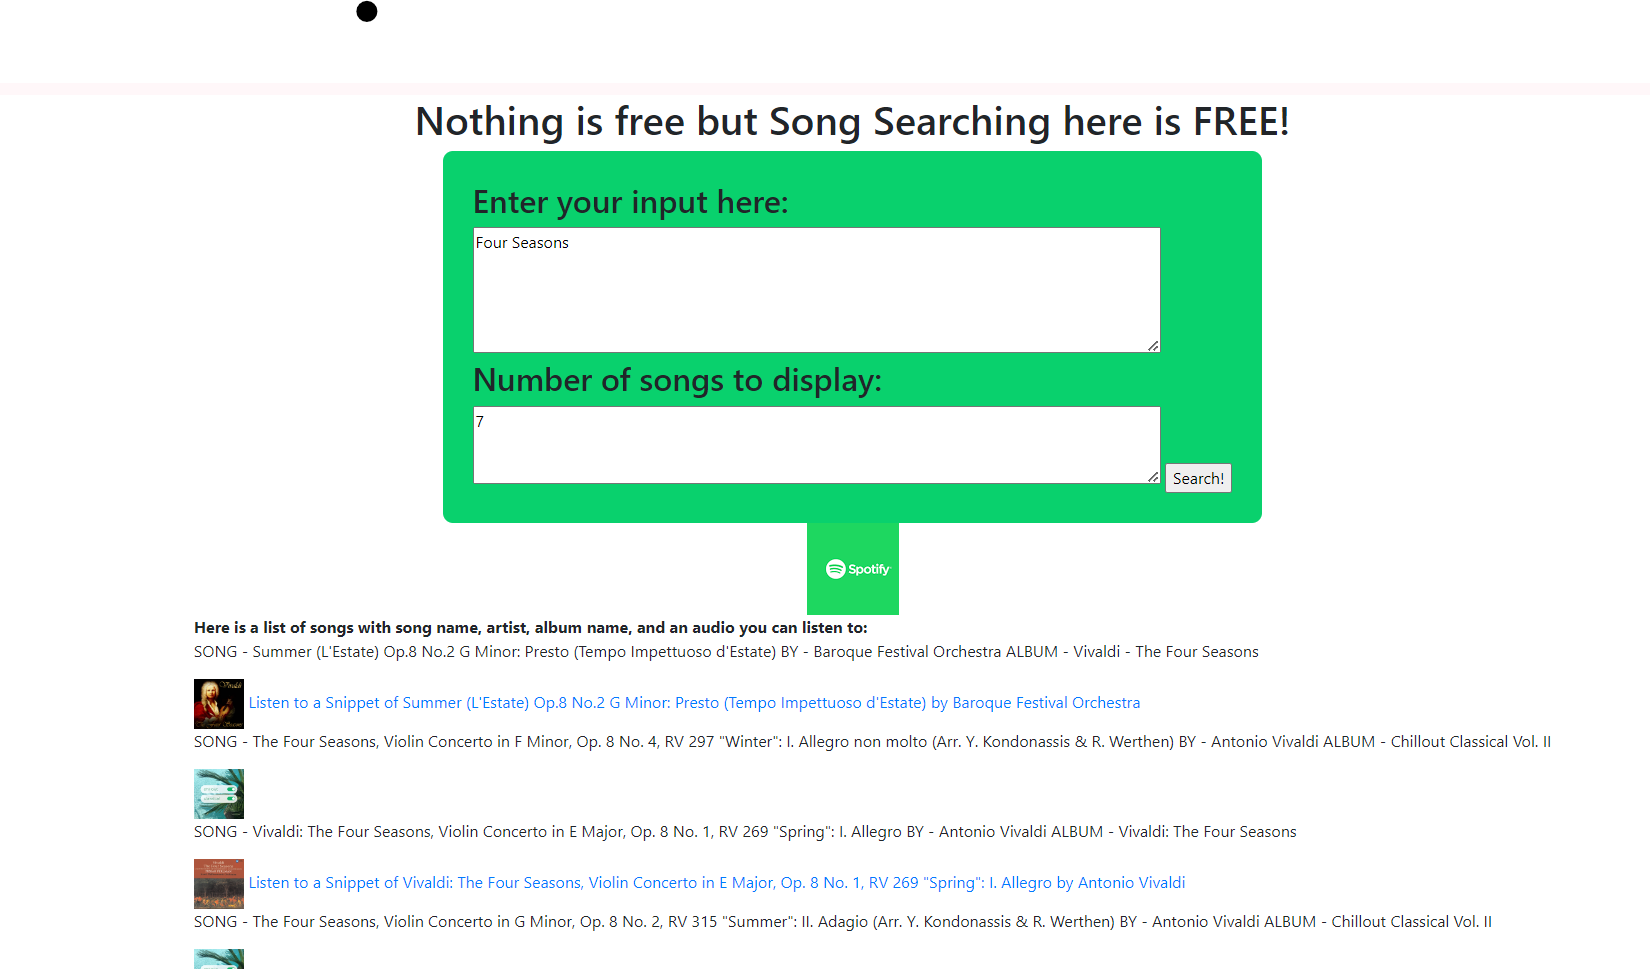 Nothing is free but Song Searching here is FREE!
Enter your input here:
Four Seasons
Number of songs to display:
7
Search!
Spotify
Here is a list of songs with song name, artist, album name, and an audio you can listen to:
SONG - Summer (L'Estate) Op.8 No.2 G Minor: Presto (Tempo Impettuoso d'Estate) BY - Baroque Festival Orchestra ALBUM - Vivaldi - The Four Seasons
Listen to a Snippet of Summer (L'Estate) Op.8 No.2 G Minor: Presto (Tempo Impettuoso d'Estate) by Baroque Festival Orchestra
SONG - The Four Seasons, Violin Concerto in F Minor, Op. 8 No. 4, RV 297 "Winter": I. Allegro non molto (Arr. Y. Kondonassis & R. Werthen) BY - Antonio Vivaldi ALBUM - Chillout Classical Vol. II
SONG - Vivaldi: The Four Seasons, Violin Concerto in E Major, Op. 8 No. 1, RV 269 "Spring": I. Allegro BY - Antonio Vivaldi ALBUM - Vivaldi: The Four Seasons
Listen to a Snippet of Vivaldi: The Four Seasons, Violin Concerto in E Major, Op. 8 No. 1, RV 269 "Spring": I. Allegro by Antonio Vivaldi
SONG - The Four Seasons, Violin Concerto in G Minor, Op. 8 No. 2, RV 315 "Summer": II. Adagio (Arr. Y. Kondonassis & R. Werthen) BY - Antonio Vivaldi ALBUM - Chillout Classical Vol. II